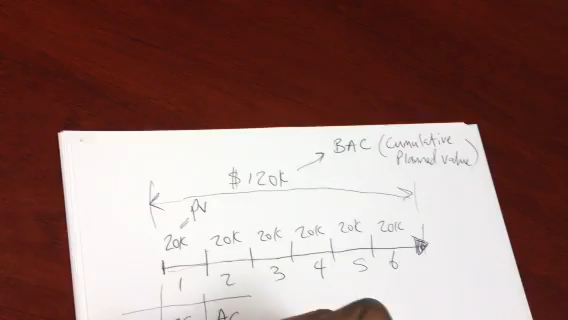 BAC (Cumulative
Planned value)
$120K
PV
20K 20K 20K 20K 20K 20K
1 2 3 4 5 6
AC